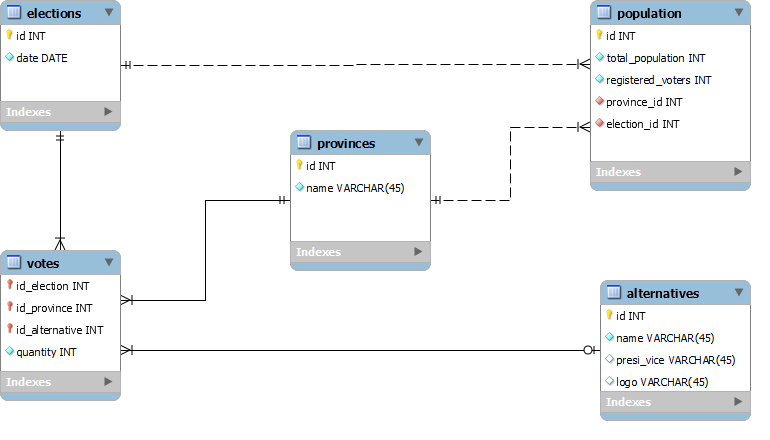 elections
id INT
date DATE
Indexes
population
id INT
total_population INT
registered_voters INT
province_id INT
election_id INT
Indexes
provinces
id INT
name VARCHAR(45)
Indexes
votes
id_election INT
id_province INT
id_alternative INT
quantity INT
Indexes
alternatives
id INT
name VARCHAR(45)
presi_vice VARCHAR(45)
logo VARCHAR(45)
Indexes